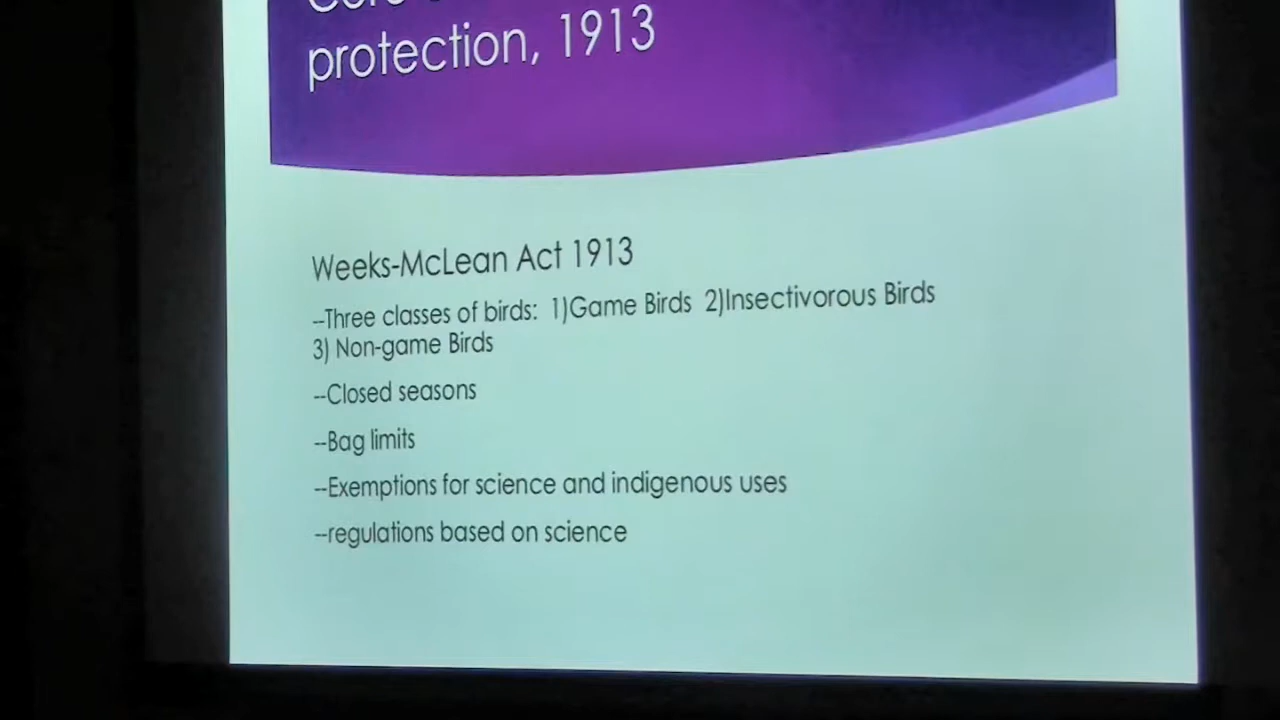 protection, 1913
Weeks-McLean Act 1913
--Three classes of birds: 1)Game Birds 2)Insectivorous Birds
3) Non-game Birds
--Closed seasons
--Bag limits
--Exemptions for science and indigenous uses
--regulations based on science